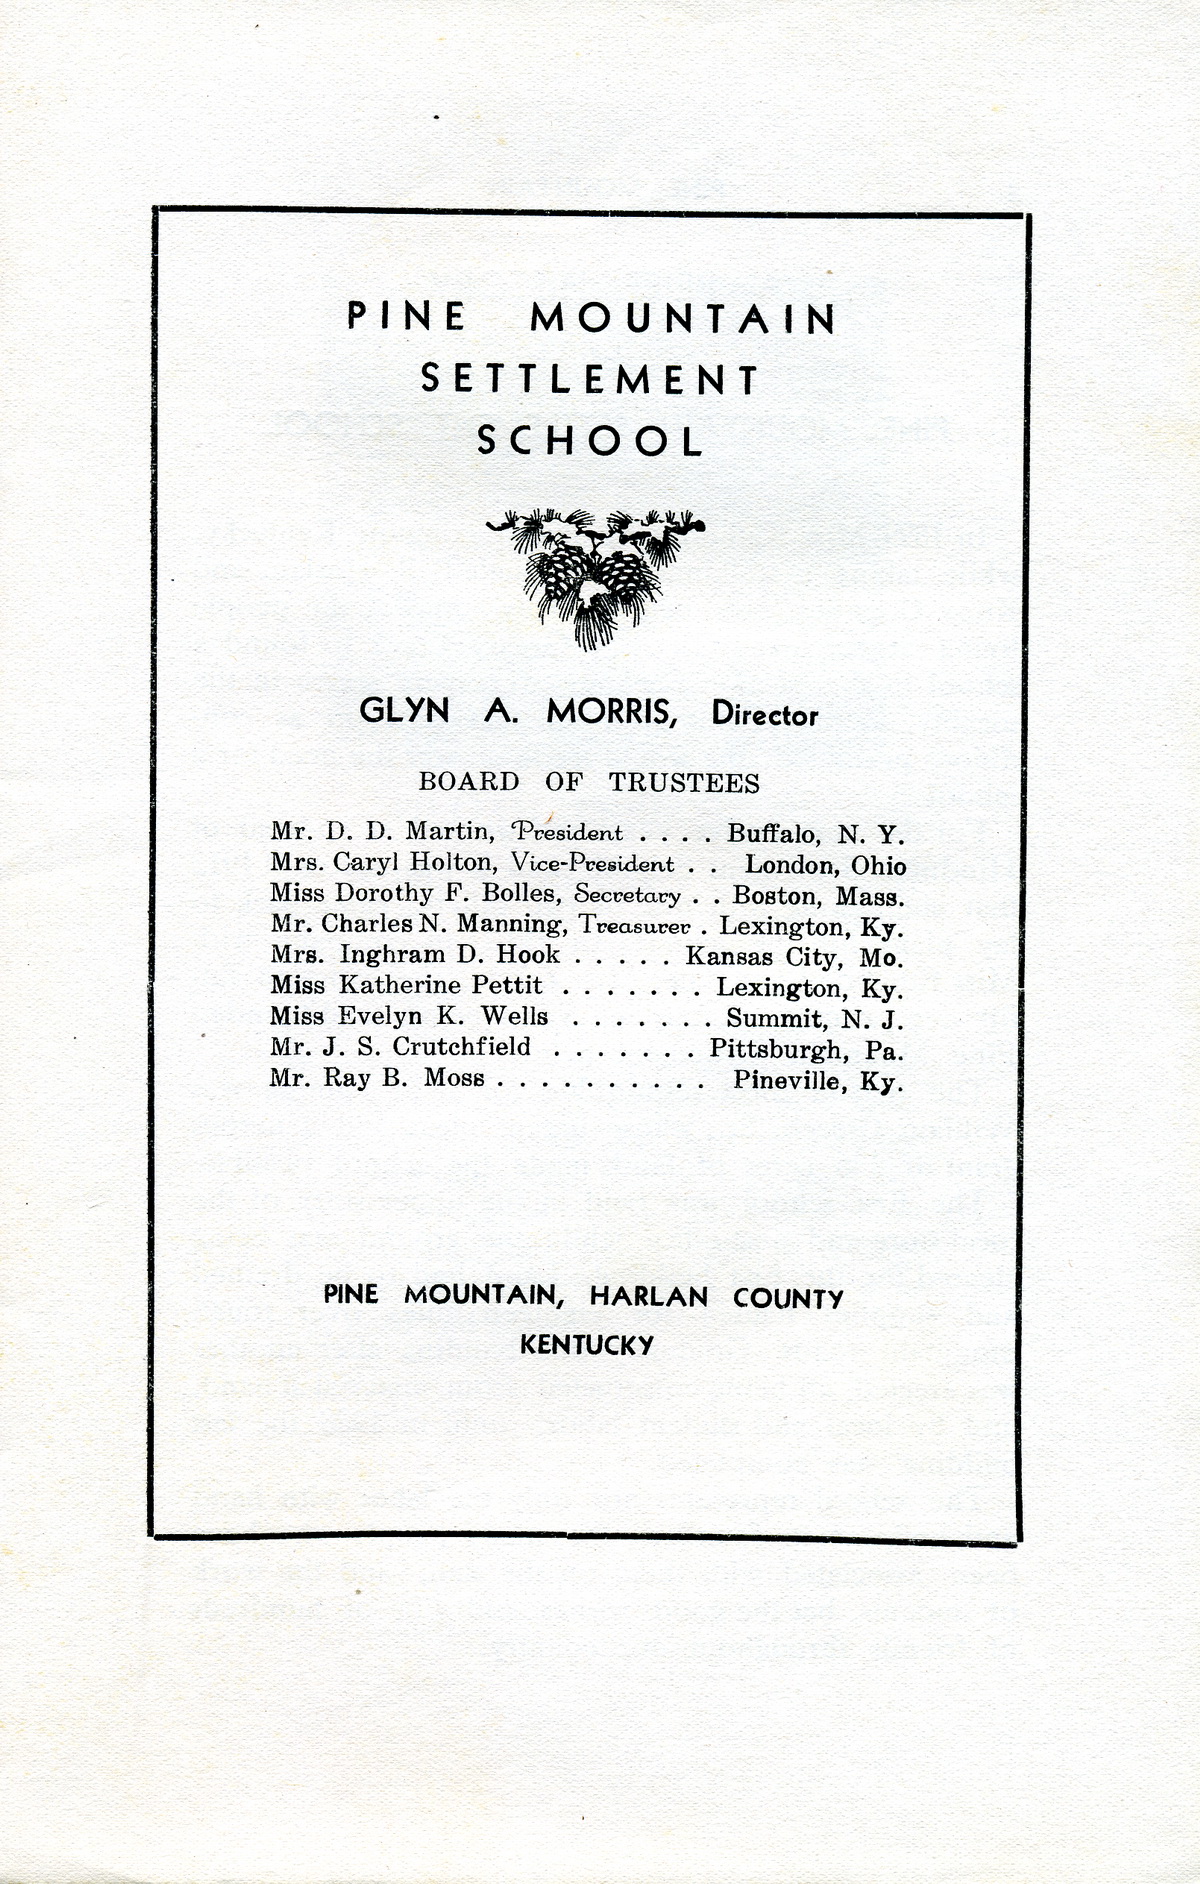 PINE MOUNTAIN
SETTLEMENT
SCHOOL
GLYN A. MORRIS, Director
BOARD OF TRUSTEES
Mr. D. D. Martin, President . . . . Buffalo, N. Y.
Mrs. Caryl Holton, Vice-President . . London, Ohio
Miss Dorothy F. Bolles, Secretary . . Boston, Mass.
Mr. Charles N. Manning, Treasurer . Lexington, Ky.
Mrs. Inghram D. Hook . . . . . Kansas City, Mo.
Miss Katherine Pettit . . . . . . . Lexington, Ky.
Miss Evelyn K. Wells . . . . . . . Summit, N. J.
Mr. J. S. Crutchfield . . . . . . . Pittsburgh, Pa.
Mr. Ray B. Moss . . . . . . . . . . Pineville, Ky.
PINE MOUNTAIN, HARLAN COUNTY
KENTUCKY